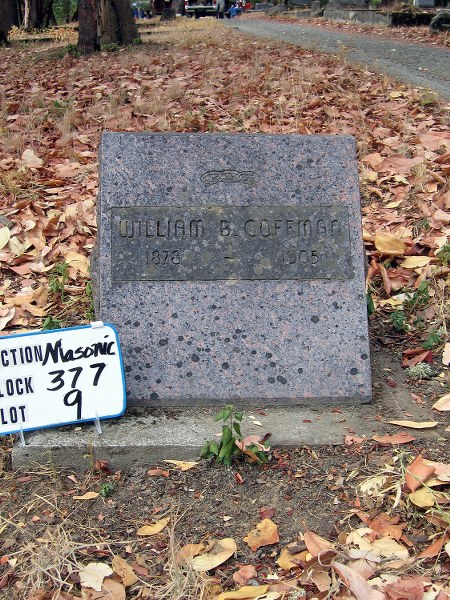 WILLIAM B. COFFMAN
1878 – 1905
CTION Masonic
LOCK 377
LOT 9